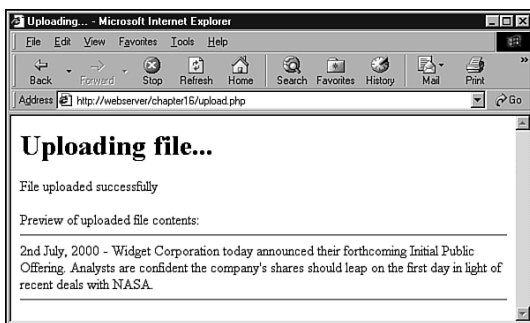 Uploading... - Microsoft Internet Explorer
File Edit View Favorites Tools Help
Back Forward Stop Refresh Home Search Favorites History Mail Print »
Address http://webserver/chapter16/upload.php Go
Uploading file...
File uploaded successfully
Preview of uploaded file contents:
2nd July, 2000 - Widget Corporation today announced their forthcoming Initial Public
Offering. Analysts are confident the company's shares should leap on the first day in light of
recent deals with NASA.